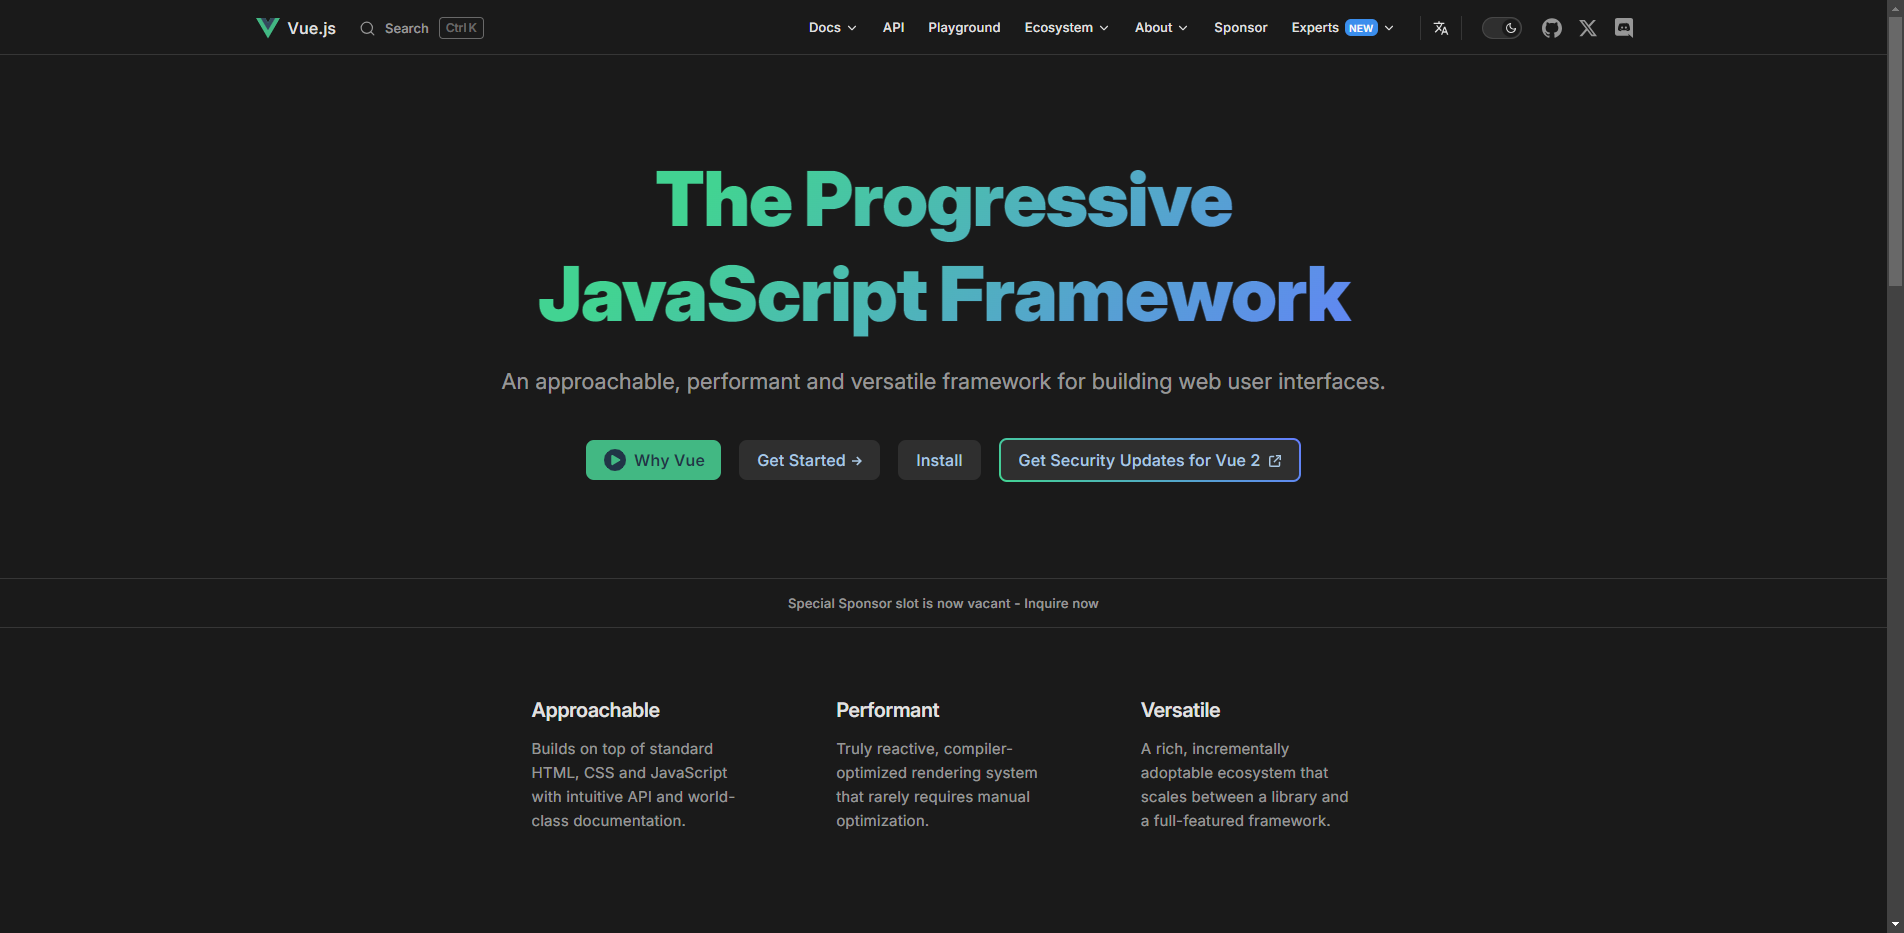 Vue.js Search Ctrl K Docs API Playground Ecosystem About Sponsor Experts NEW
The Progressive
JavaScript Framework
An approachable, performant and versatile framework for building web user interfaces.
Why Vue Get Started → Install Get Security Updates for Vue 2
Special Sponsor slot is now vacant - Inquire now
Approachable
Builds on top of standard
HTML, CSS and JavaScript
with intuitive API and world-
class documentation.
Performant
Truly reactive, compiler-
optimized rendering system
that rarely requires manual
optimization.
Versatile
A rich, incrementally
adoptable ecosystem that
scales between a library and
a full-featured framework.